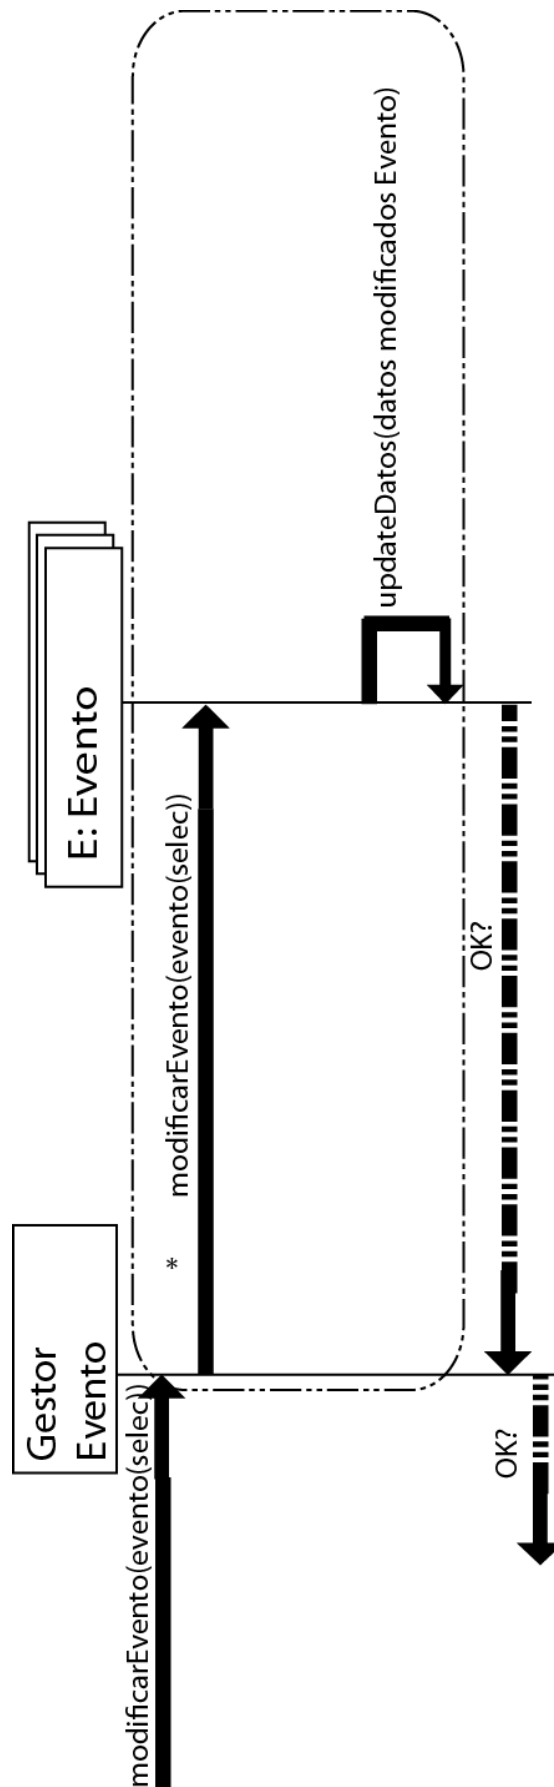 Gestor
Evento
E: Evento
modificarEvento(evento(selec))
* modificarEvento(evento(selec))
updateDatos(datos modificados Evento)
OK?
OK?